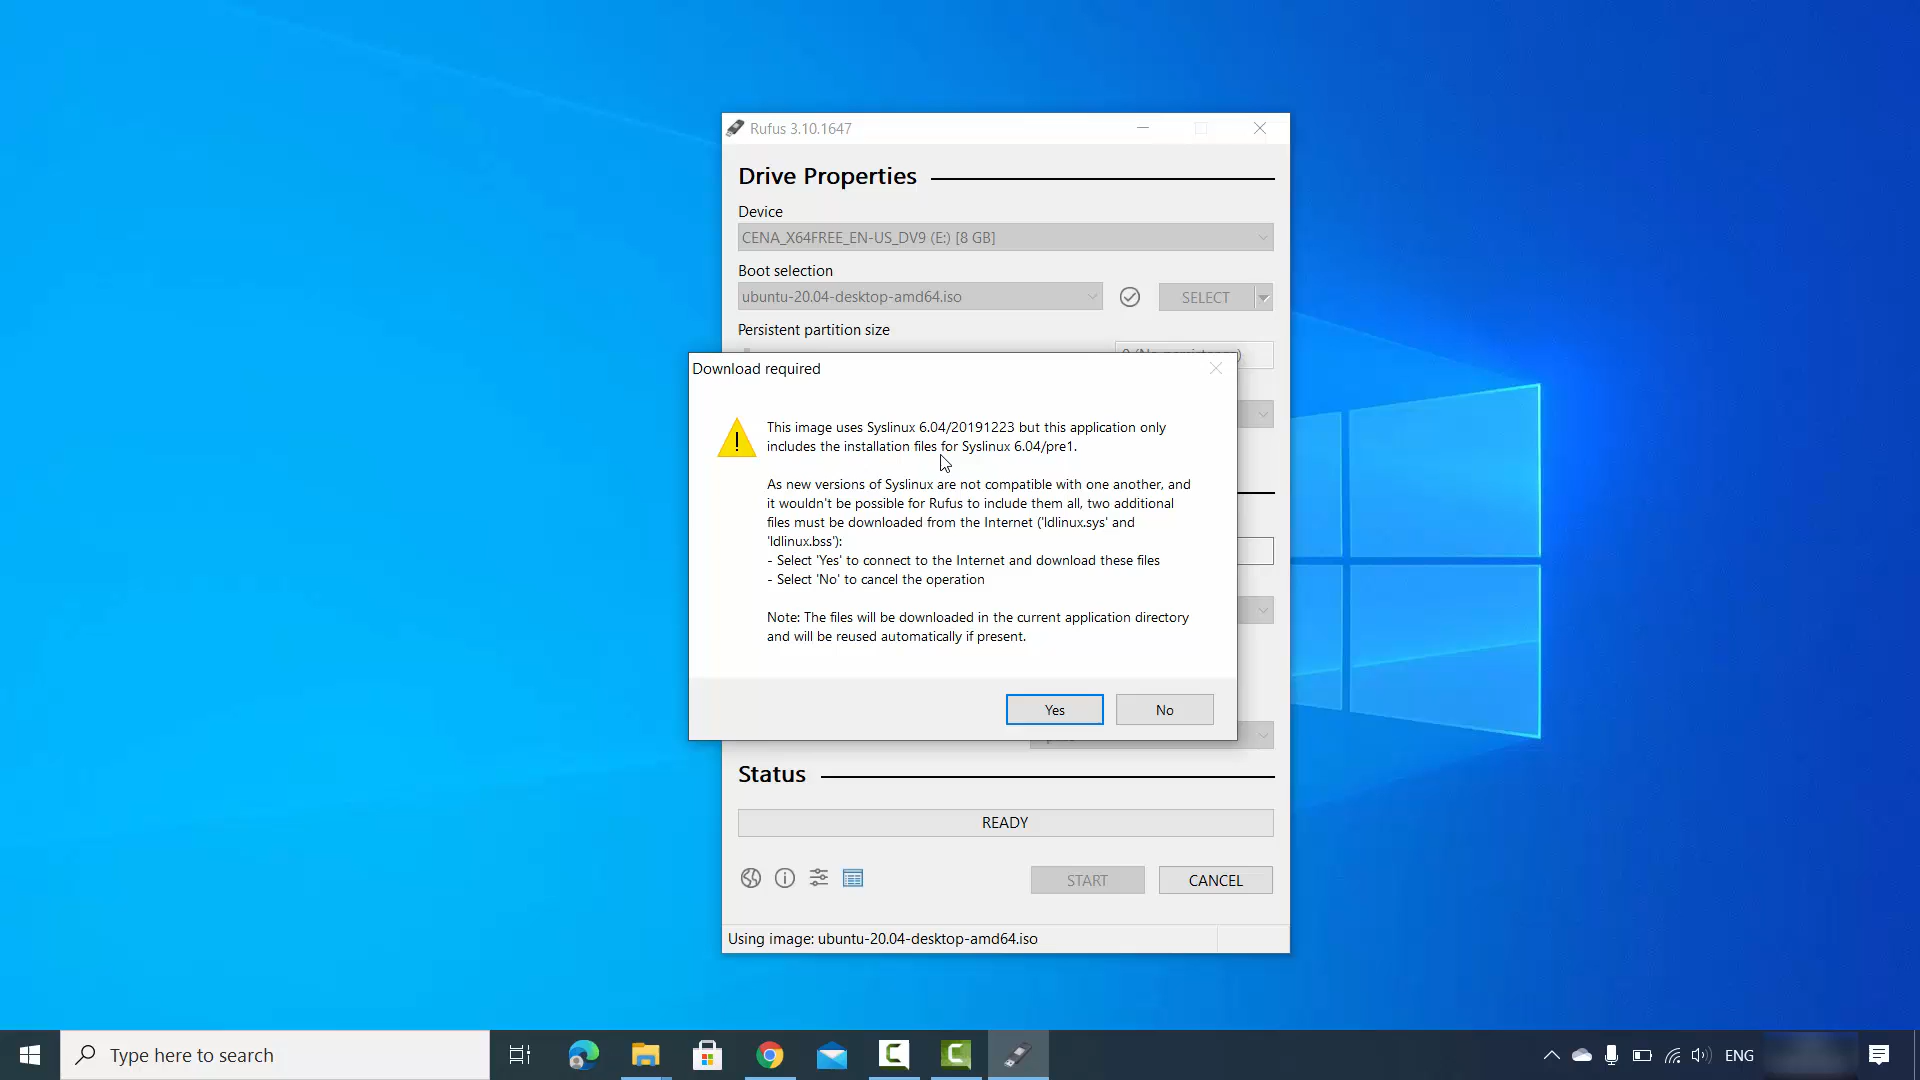 Rufus 3.10.1647
Drive Properties
Device
CENA_X64FREE_EN-US_DV9 (E:) [8 GB]
Boot selection
ubuntu-20.04-desktop-amd64.iso
SELECT
Persistent partition size
Download required
This image uses Syslinux 6.04/20191223 but this application only
includes the installation files for Syslinux 6.04/pre1.
As new versions of Syslinux are not compatible with one another, and
it wouldn't be possible for Rufus to include them all, two additional
files must be downloaded from the Internet ('ldlinux.sys' and
'ldlinux.bss'):
- Select 'Yes' to connect to the Internet and download these files
- Select 'No' to cancel the operation
Note: The files will be downloaded in the current application directory
and will be reused automatically if present.
Yes
No
Status
READY
START
CANCEL
Using image: ubuntu-20.04-desktop-amd64.iso
Type here to search
ENG